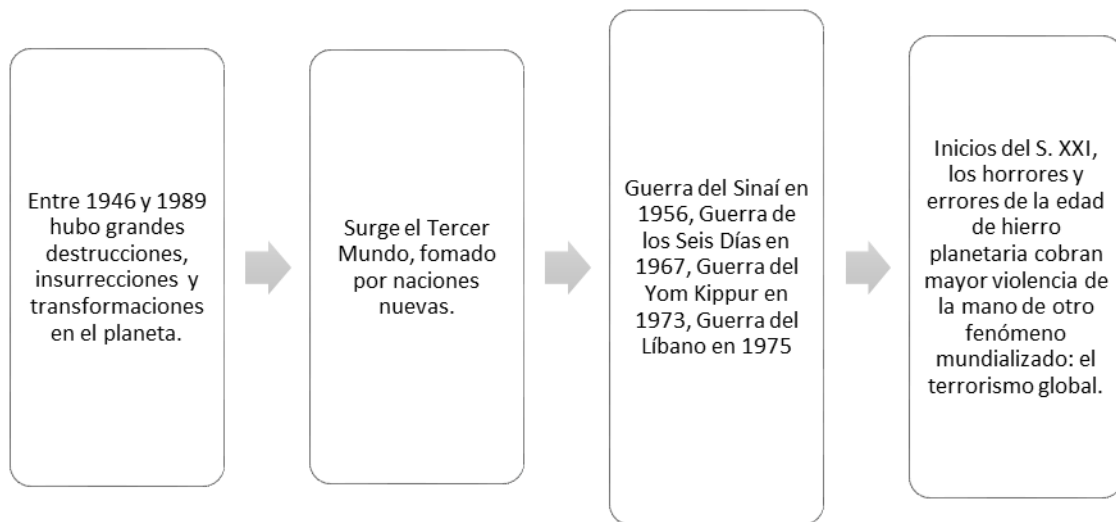 Entre 1946 y 1989
hubo grandes
destrucciones,
insurrecciones y
transformaciones
en el planeta.
Surge el Tercer
Mundo, fomado
por naciones
nuevas.
Guerra del Sinaí en
1956, Guerra de
los Seis Días en
1967, Guerra del
Yom Kippur en
1973, Guerra del
Líbano en 1975
Inicios del S. XXI,
los horrores y
errores de la edad
de hierro
planetaria cobran
mayor violencia de
la mano de otro
fenómeno
mundializado: el
terrorismo global.